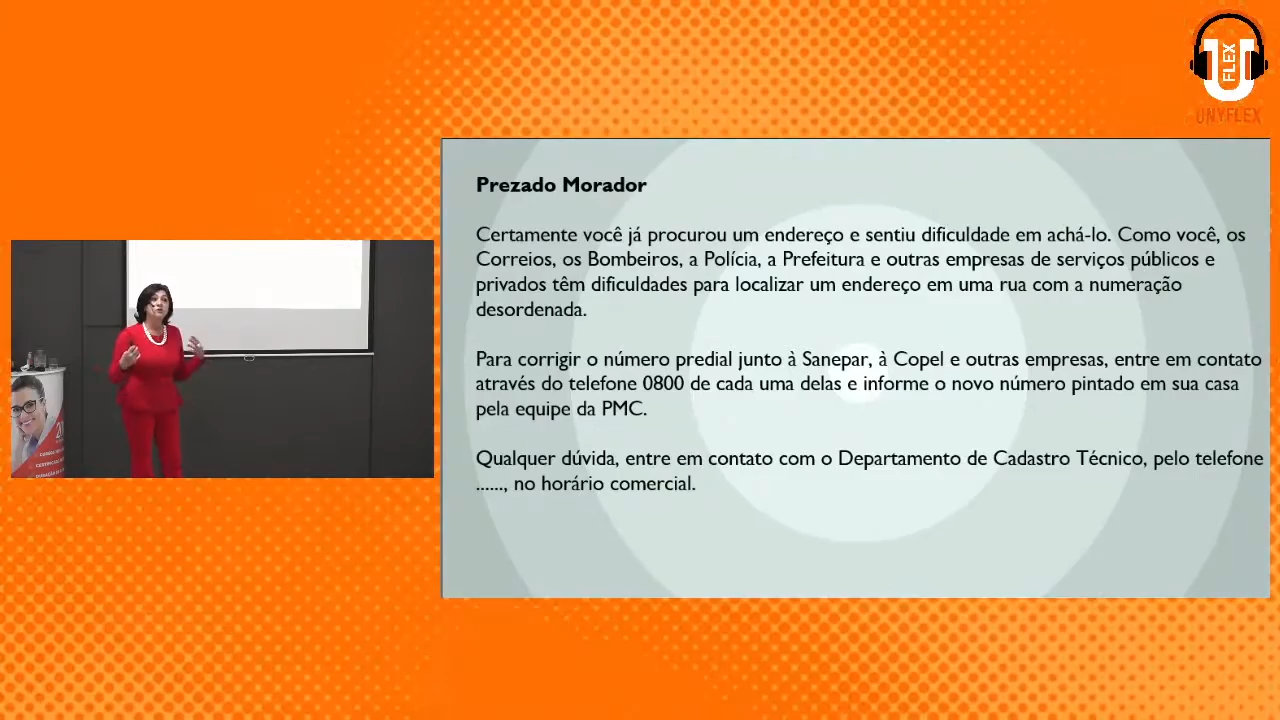 FLEX
U
UNYFLEX
Prezado Morador
Certamente você já procurou um endereço e sentiu dificuldade em achá-lo. Como você, os
Correios, os Bombeiros, a Polícia, a Prefeitura e outras empresas de serviços públicos e
privados têm dificuldades para localizar um endereço em uma rua com a numeração
desordenada.
Para corrigir o número predial junto à Sanepar, à Copel e outras empresas, entre em contato
através do telefone 0800 de cada uma delas e informe o novo número pintado em sua casa
pela equipe da PMC.
Qualquer dúvida, entre em contato com o Departamento de Cadastro Técnico, pelo telefone
......, no horário comercial.